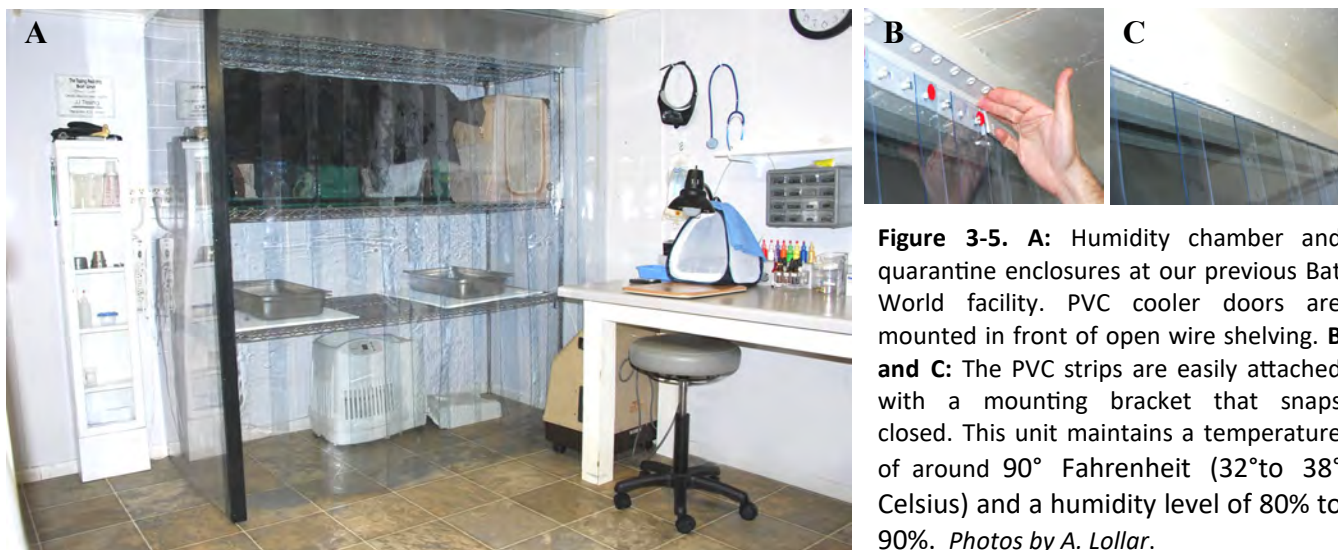 A
B
C
Figure 3-5. A: Humidity chamber and
quarantine enclosures at our previous Bat
World facility. PVC cooler doors are
mounted in front of open wire shelving. B
and C: The PVC strips are easily attached
with a mounting bracket that snaps
closed. This unit maintains a temperature
of around 90° Fahrenheit (32°to 38°
Celsius) and a humidity level of 80% to
90%. Photos by A. Lollar.